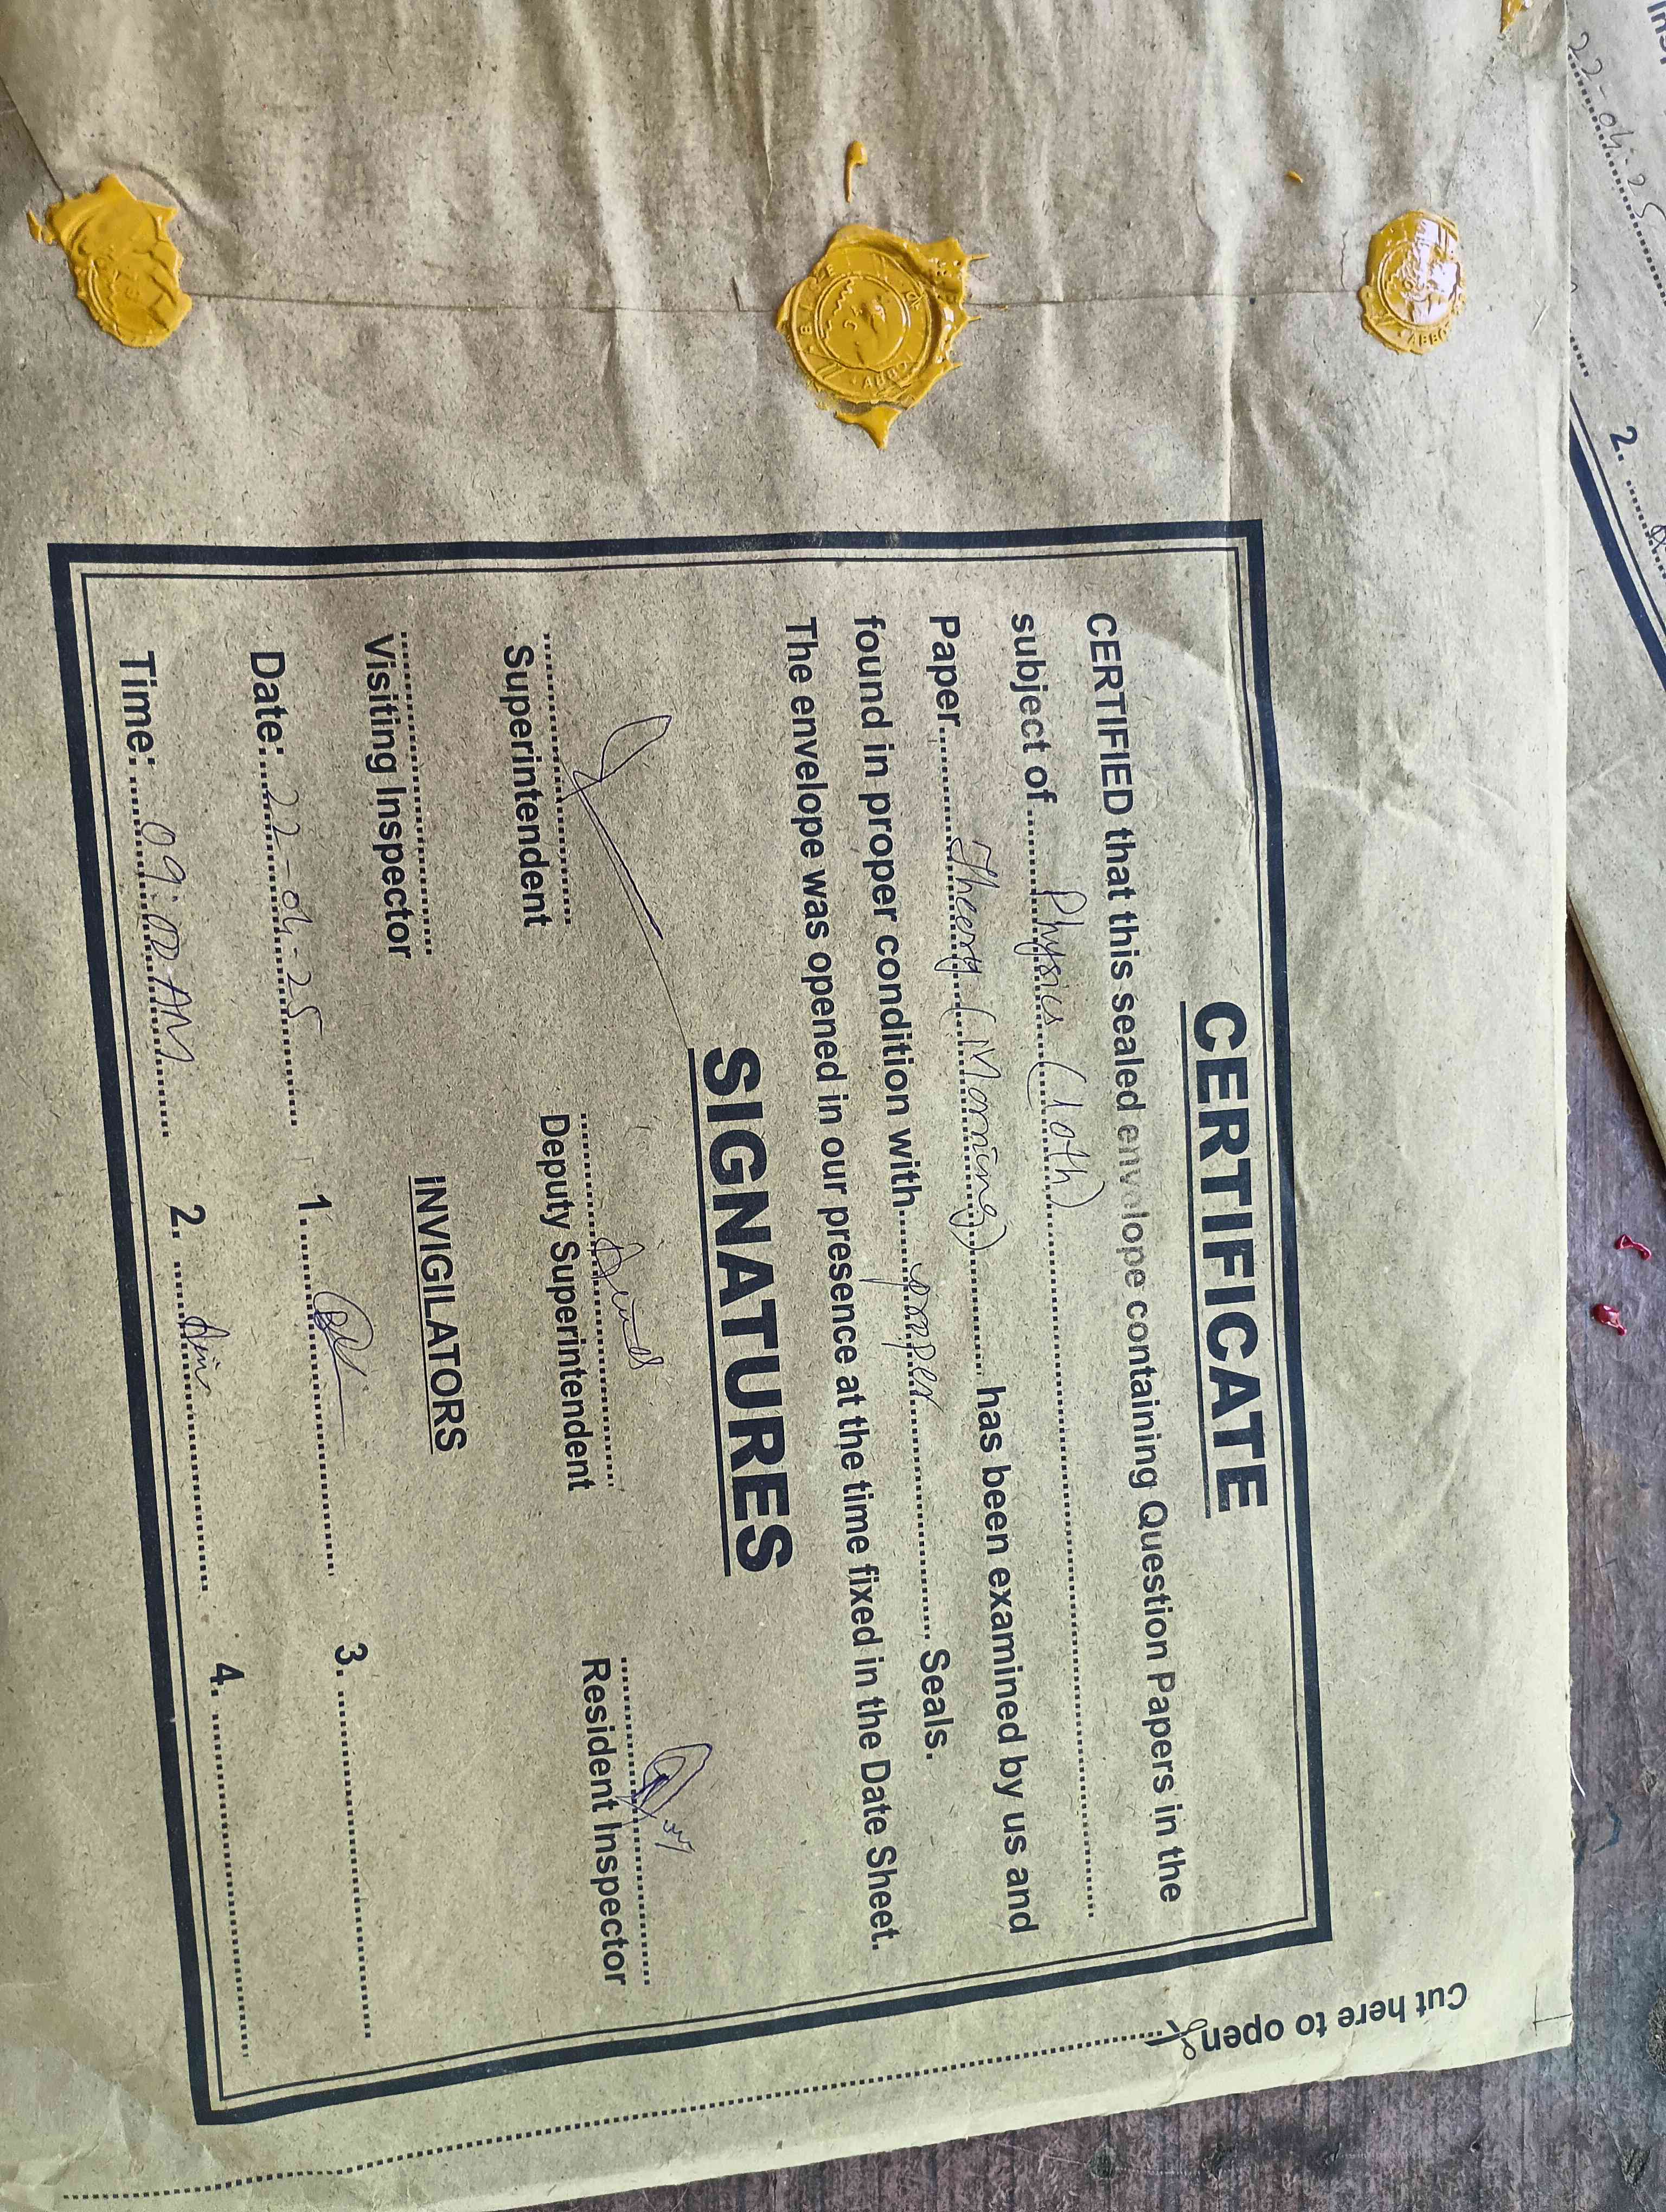 CERTIFICATE
CERTIFIED that this sealed envelope containing Question Papers in the
subject of Physics (10th)
Paper Theory (Morning) has been examined by us and
found in proper condition with proper Seals.
The envelope was opened in our presence at the time fixed in the Date Sheet.
SIGNATURES
Superintendent Deputy Superintendent Resident Inspector
Visiting Inspector
INVIGILATORS
Date: 22-04-25 1. 3.
Time: 09:00 AM 2. 4.
Cut here to open
22-04-25
2.